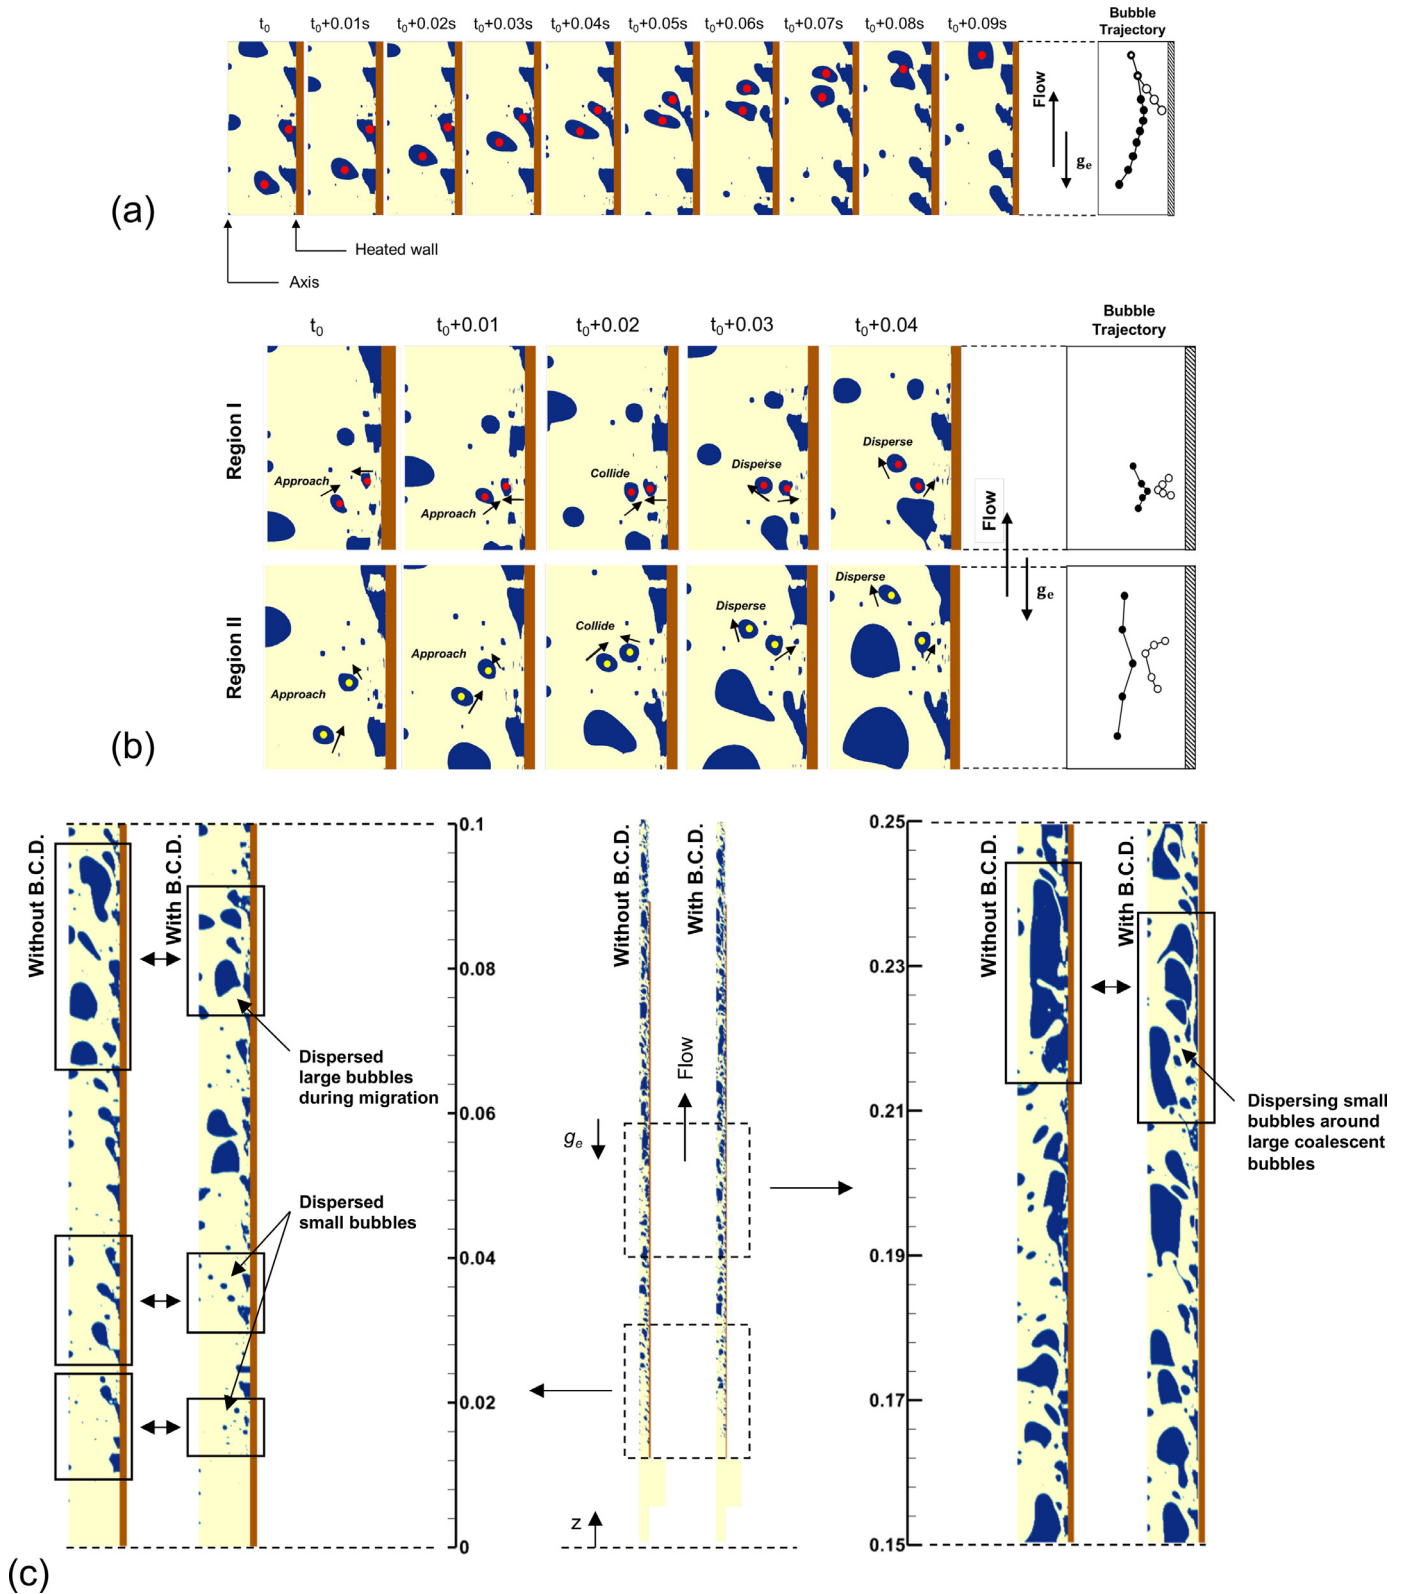 t0 t0+0.01s t0+0.02s t0+0.03s t0+0.04s t0+0.05s t0+0.06s t0+0.07s t0+0.08s t0+0.09s
Bubble
Trajectory
Flow
ge
(a)
Heated wall
Axis
t0 t0+0.01 t0+0.02 t0+0.03 t0+0.04
Bubble
Trajectory
Region I
Approach
Approach
Collide
Disperse
Disperse
Flow
ge
Region II
Approach
Approach
Collide
Disperse
Disperse
(b)
Without B.C.D.
With B.C.D.
Dispersed
large bubbles
during migration
Dispersed
small bubbles
0.1
0.08
0.06
0.04
0.02
0
Without B.C.D.
With B.C.D.
Flow
ge
z
0.25
0.23
0.21
0.19
0.17
0.15
Without B.C.D.
With B.C.D.
Dispersing small
bubbles around
large coalescent
bubbles
(c)